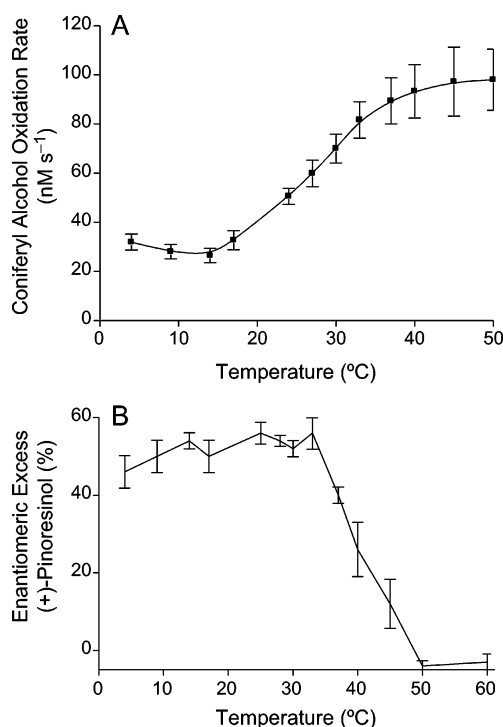 A
Coniferyl Alcohol Oxidation Rate
(nM s⁻¹)
120
100
80
60
40
20
0
0 10 20 30 40 50
Temperature (ºC)
B
Enantiomeric Excess
(+)-Pinoresinol (%)
60
40
20
0
0 10 20 30 40 50 60
Temperature (ºC)